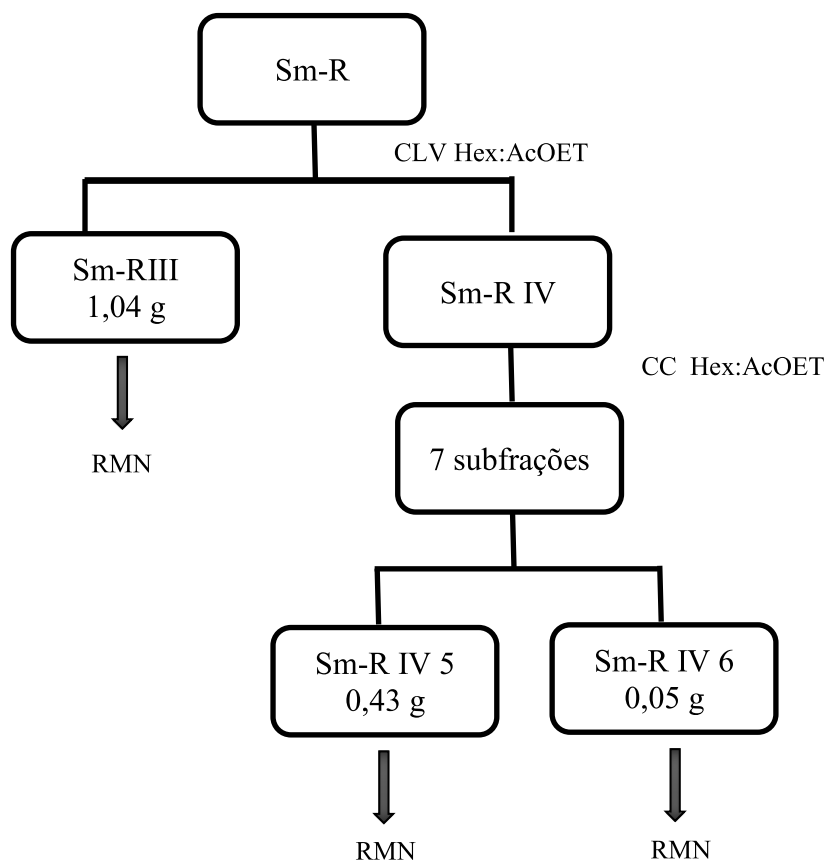 Sm-R
CLV Hex:AcOET
Sm-RIII
1,04 g
Sm-R IV
CC Hex:AcOET
RMN
7 subfrações
Sm-R IV 5
0,43 g
Sm-R IV 6
0,05 g
RMN
RMN